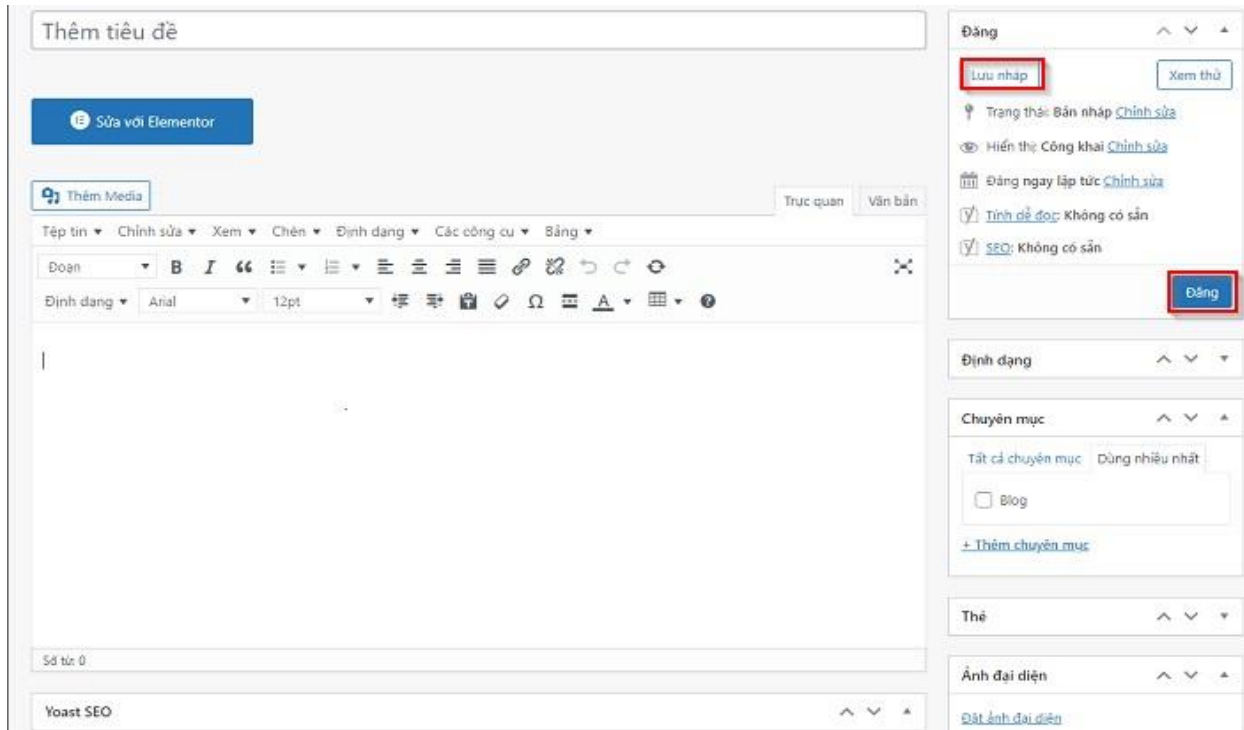 Thêm tiêu đề
Sửa với Elementor
Thêm Media
Trực quan Văn bản
Tệp tin Chỉnh sửa Xem Chèn Định dạng Các công cụ Bảng
Đoạn B I
Định dạng Arial 12pt Ω A
Số từ: 0
Yoast SEO
Đăng
Lưu nháp Xem thử
Trạng thái: Bản nháp Chỉnh sửa
Hiển thị: Công khai Chỉnh sửa
Đăng ngay lập tức Chỉnh sửa
Tính dễ đọc: Không có sẵn
SEO: Không có sẵn
Đăng
Định dạng
Chuyên mục
Tất cả chuyên mục Dùng nhiều nhất
Blog
+ Thêm chuyên mục
Thẻ
Ảnh đại diện
Đặt ảnh đại diện